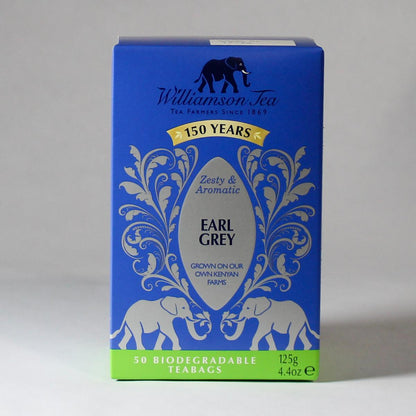 Williamson Tea
TEA FARMERS SINCE 1869
150 YEARS
Zesty &
Aromatic
EARL
GREY
GROWN ON OUR
OWN KENYAN
FARMS
50 BIODEGRADABLE
TEABAGS
125g
4.4oz ℮